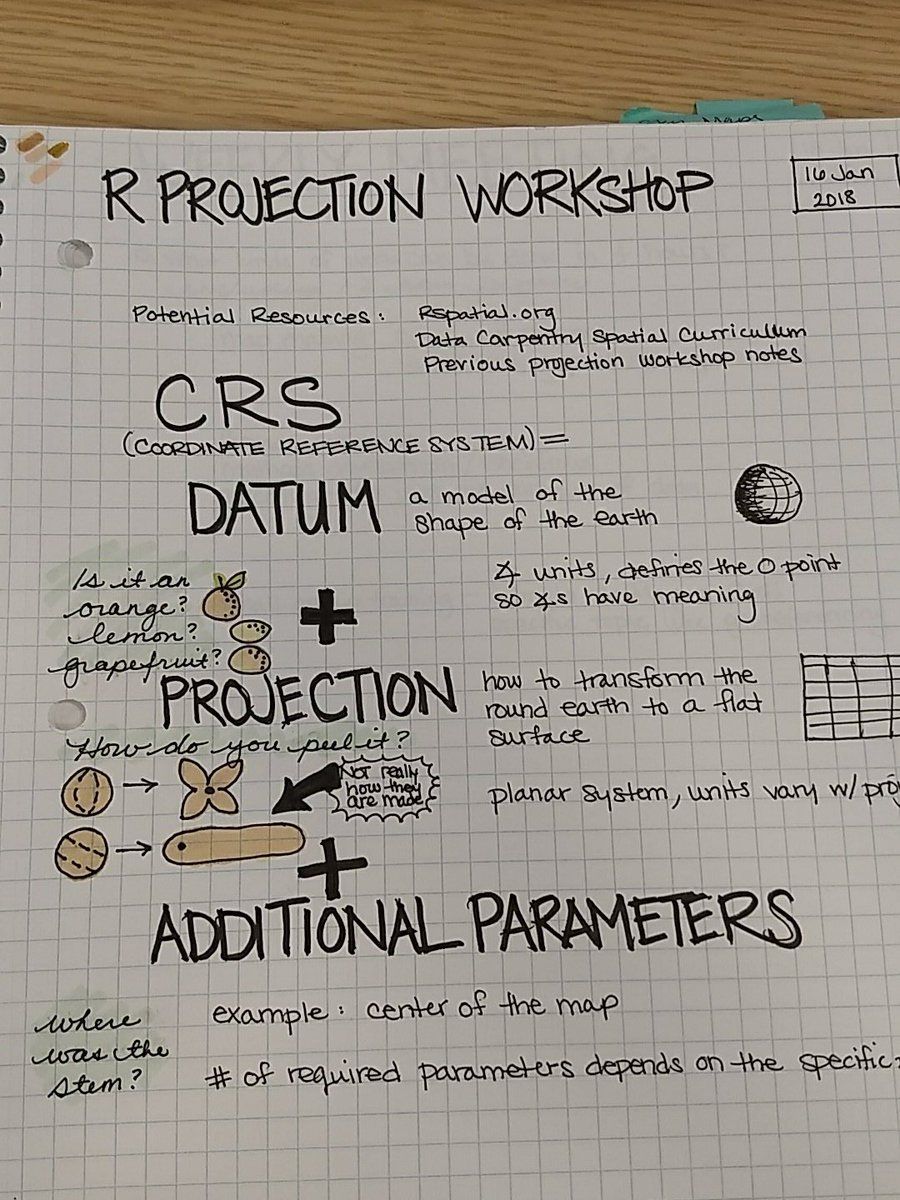 R PROJECTION WORKSHOP
16 Jan
2018
Potential Resources: Rspatial.org
Data Carpentry Spatial Curriculum
Previous projection workshop notes
CRS
(COORDINATE REFERENCE SYSTEM) =
DATUM
a model of the
shape of the earth
Is it an
orange?
lemon?
grapefruit?
+
∡ units, defines the 0 point
so ∡s have meaning
PROJECTION
how to transform the
round earth to a flat
surface
How do you peel it?
Not really
how they
are made
planar system, units vary w/ proj
+
ADDITIONAL PARAMETERS
where
was the
stem?
example: center of the map
# of required parameters depends on the specific